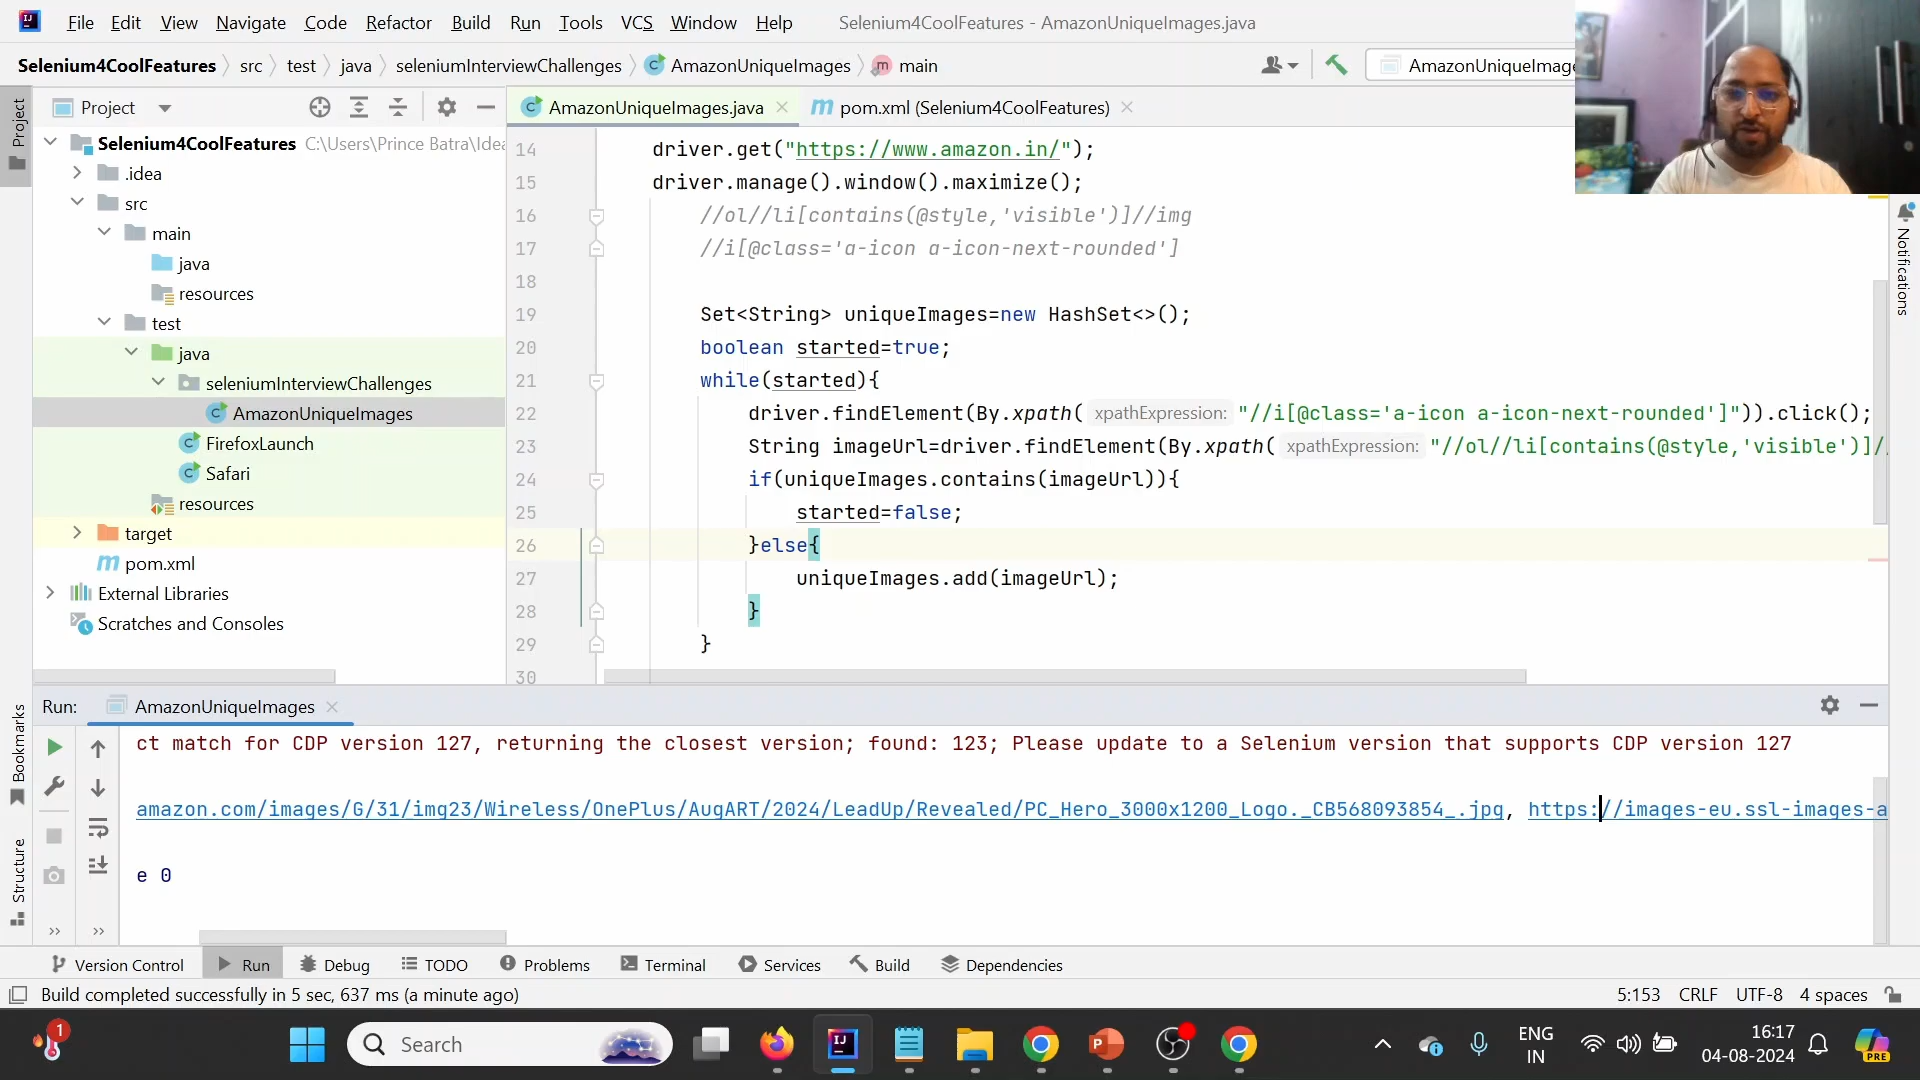 File Edit View Navigate Code Refactor Build Run Tools VCS Window Help Selenium4CoolFeatures - AmazonUniqueImages.java
Selenium4CoolFeatures src test java seleniumInterviewChallenges AmazonUniqueImages main AmazonUniqueImage
Project
Project
AmazonUniqueImages.java
pom.xml (Selenium4CoolFeatures)
Selenium4CoolFeatures C:\Users\Prince Batra\Idea
.idea
src
main
java
resources
test
java
seleniumInterviewChallenges
AmazonUniqueImages
FirefoxLaunch
Safari
resources
target
pom.xml
External Libraries
Scratches and Consoles
14 driver.get("https://www.amazon.in/");
15 driver.manage().window().maximize();
16 //ol//li[contains(@style,'visible')]//img
17 //i[@class='a-icon a-icon-next-rounded']
18
19 Set<String> uniqueImages=new HashSet<>();
20 boolean started=true;
21 while(started){
22 driver.findElement(By.xpath( xpathExpression: "//i[@class='a-icon a-icon-next-rounded']")).click();
23 String imageUrl=driver.findElement(By.xpath( xpathExpression: "//ol//li[contains(@style,'visible')]/
24 if(uniqueImages.contains(imageUrl)){
25 started=false;
26 }else{
27 uniqueImages.add(imageUrl);
28 }
29 }
30
Notifications
Bookmarks
Structure
Run: AmazonUniqueImages
ct match for CDP version 127, returning the closest version; found: 123; Please update to a Selenium version that supports CDP version 127
amazon.com/images/G/31/img23/Wireless/OnePlus/AugART/2024/LeadUp/Revealed/PC_Hero_3000x1200_Logo._CB568093854_.jpg, https://images-eu.ssl-images-a
e 0
Version Control Run Debug TODO Problems Terminal Services Build Dependencies
Build completed successfully in 5 sec, 637 ms (a minute ago) 5:153 CRLF UTF-8 4 spaces
1 Search ENG IN 16:17 04-08-2024 PRE